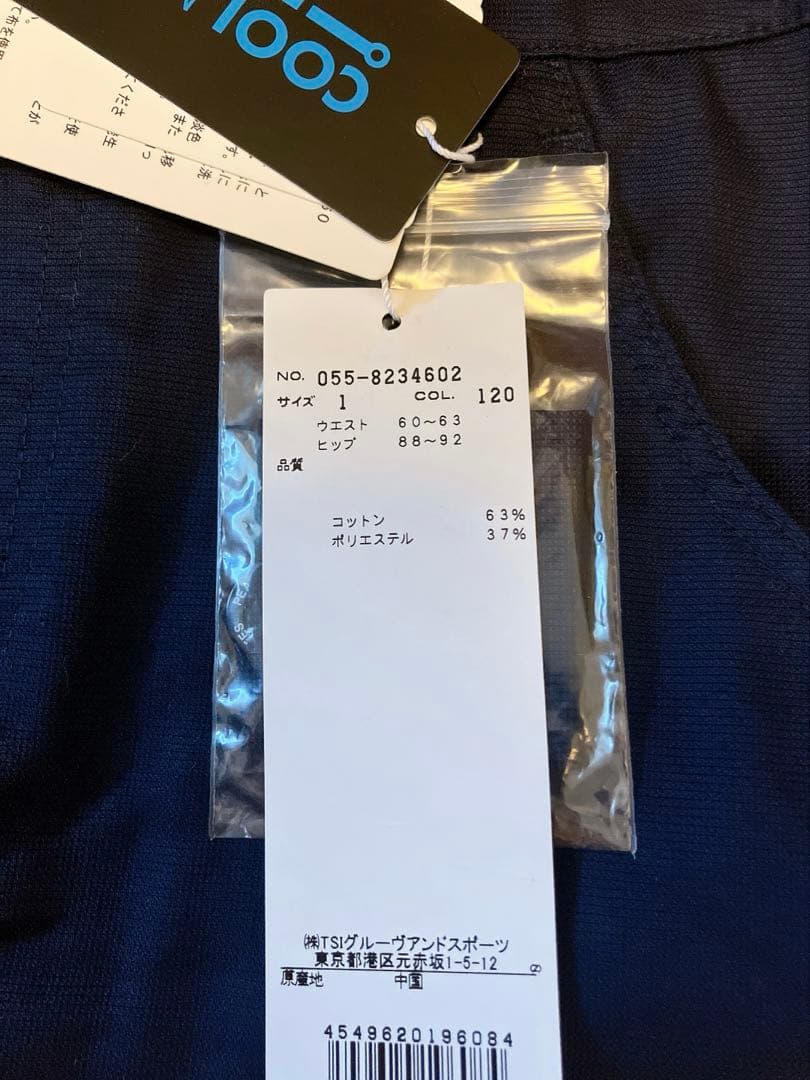 COOL
NO. 055-8234602
サイズ 1 COL. 120
ウエスト 60～63
ヒップ 88～92
品質
コットン 63%
ポリエステル 37%
㈱TSIグルーヴアンドスポーツ
東京都港区元赤坂1-5-12
原産地 中国
4549620196084